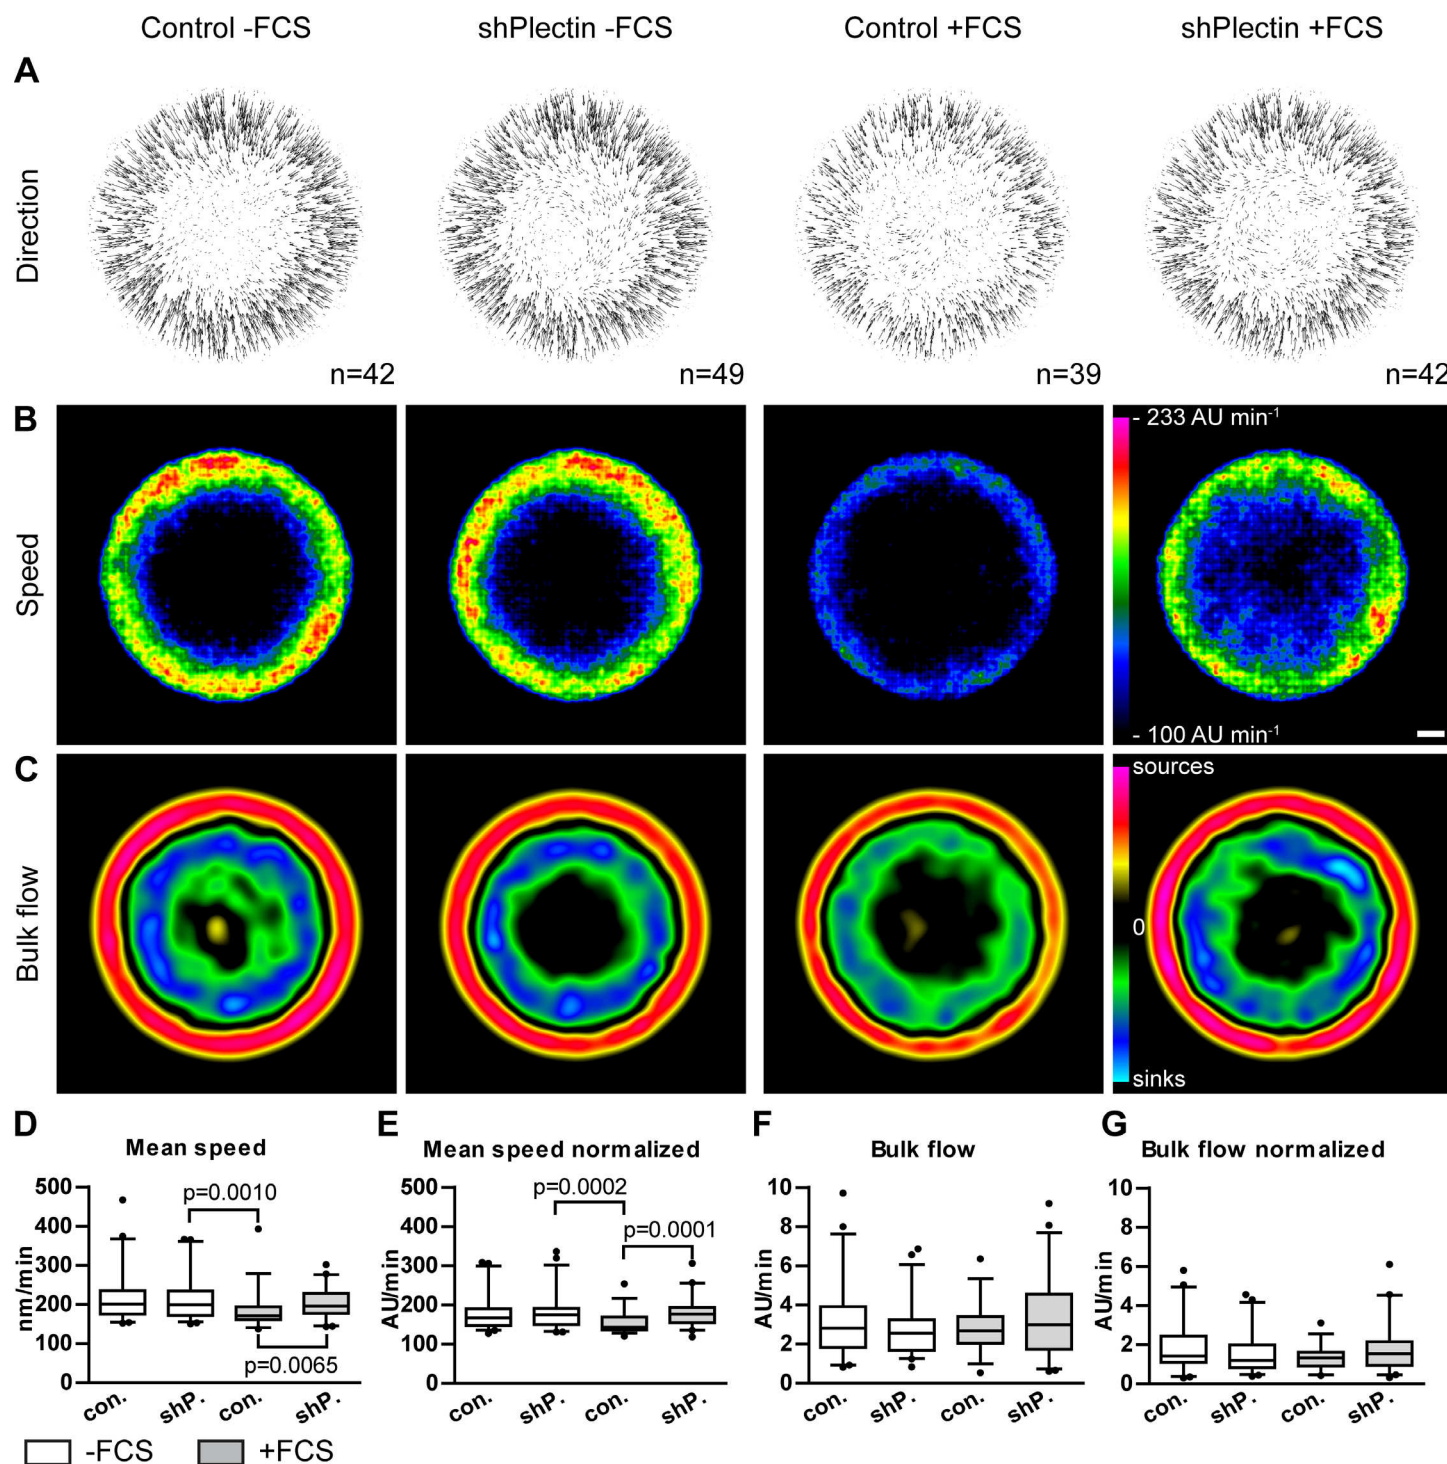 Control -FCS shPlectin -FCS Control +FCS shPlectin +FCS
A
Direction
n=42 n=49 n=39 n=42
B
Speed
- 233 AU min⁻¹
- 100 AU min⁻¹
C
Bulk flow
sources
0
sinks
D
Mean speed
nm/min
500
400
300
200
100
0
p=0.0010
p=0.0065
con. shP. con. shP.
E
Mean speed normalized
AU/min
500
400
300
200
100
0
p=0.0002
p=0.0001
con. shP. con. shP.
F
Bulk flow
AU/min
10
8
6
4
2
0
con. shP. con. shP.
G
Bulk flow normalized
AU/min
10
8
6
4
2
0
con. shP. con. shP.
-FCS +FCS